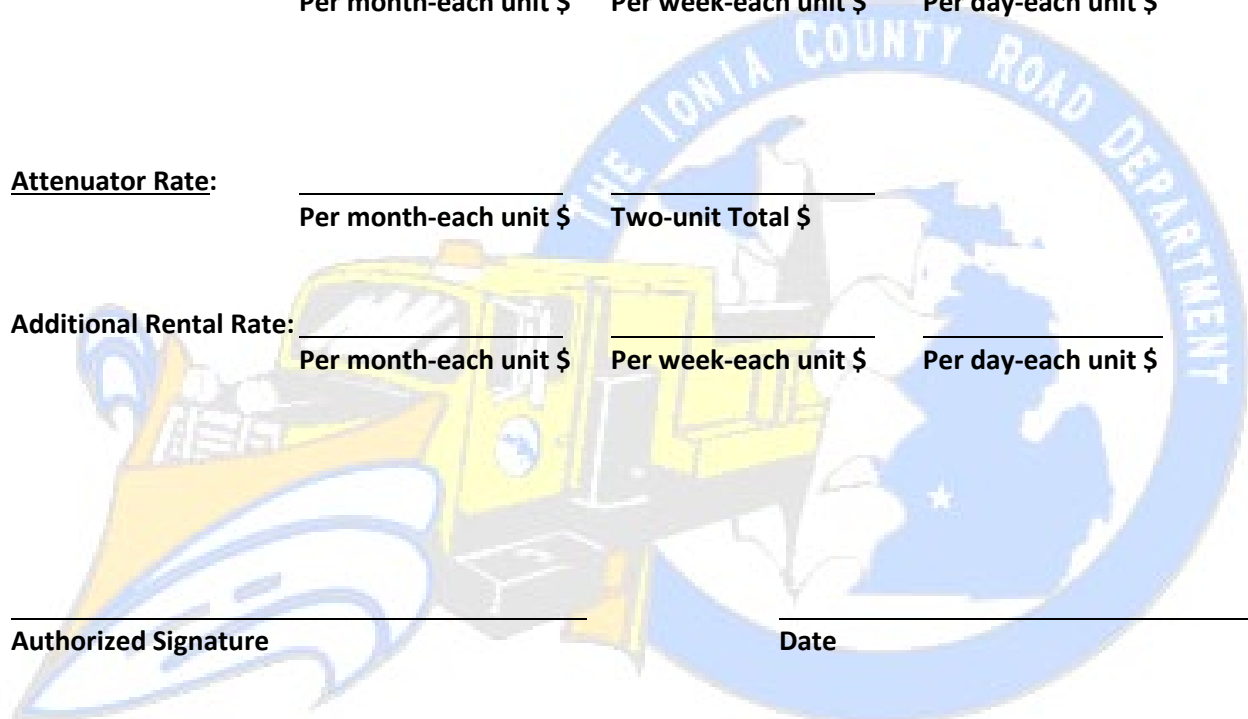 Per month-each unit $ Per week-each unit $ Per day-each unit $
THE IONIA COUNTY ROAD DEPARTMENT
Attenuator Rate:
Per month-each unit $ Two-unit Total $
Additional Rental Rate:
Per month-each unit $ Per week-each unit $ Per day-each unit $
Authorized Signature Date